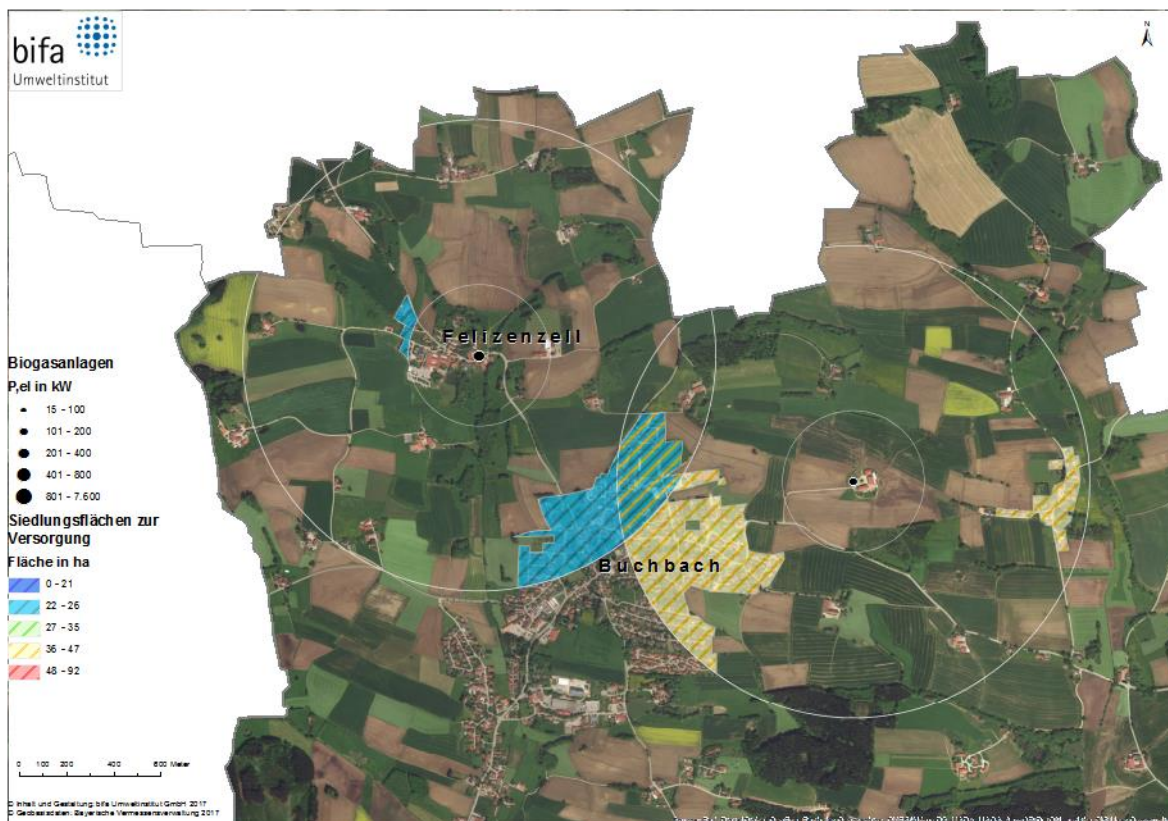 bifa
Umweltinstitut
N
Felizenzell
Buchbach
Biogasanlagen
P,el in kW
15 - 100
101 - 200
201 - 400
401 - 800
801 - 7.600
Siedlungsflächen zur
Versorgung
Fläche in ha
0 - 21
22 - 26
27 - 35
36 - 47
48 - 92
0 100 200 400 600 Meter
© Inhalt und Gestaltung: bifa Umweltinstitut GmbH 2017
© Geobasisdaten: Bayerische Vermessungsverwaltung 2017